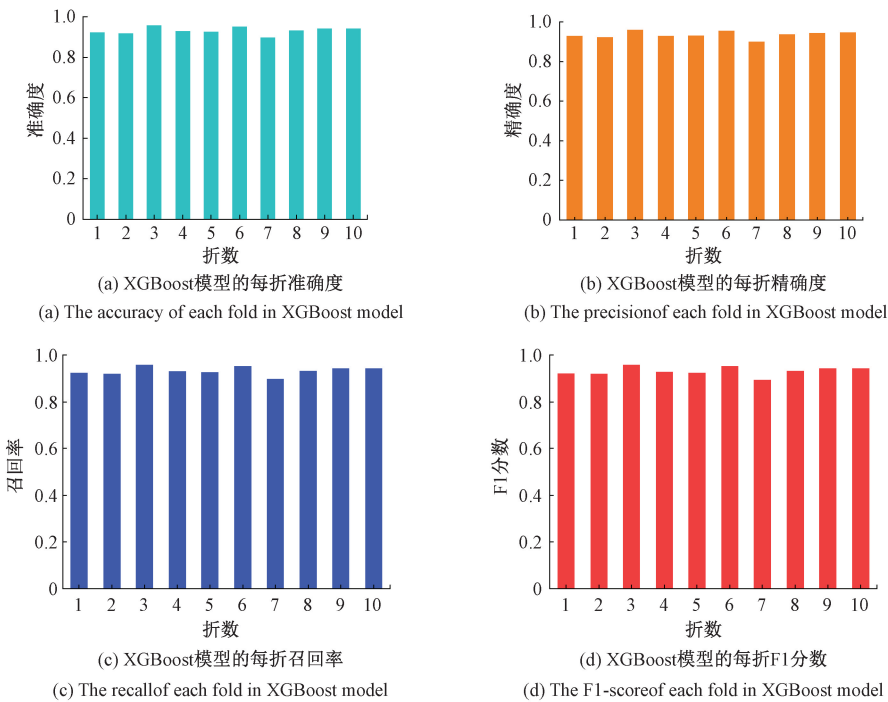 1.0
0.8
0.6
0.4
0.2
0
准确度
1 2 3 4 5 6 7 8 9 10
折数
(a) XGBoost模型的每折准确度
(a) The accuracy of each fold in XGBoost model
1.0
0.8
0.6
0.4
0.2
0
精确度
1 2 3 4 5 6 7 8 9 10
折数
(b) XGBoost模型的每折精确度
(b) The precisionof each fold in XGBoost model
1.0
0.8
0.6
0.4
0.2
0
召回率
1 2 3 4 5 6 7 8 9 10
折数
(c) XGBoost模型的每折召回率
(c) The recallof each fold in XGBoost model
1.0
0.8
0.6
0.4
0.2
0
F1分数
1 2 3 4 5 6 7 8 9 10
折数
(d) XGBoost模型的每折F1分数
(d) The F1-scoreof each fold in XGBoost model